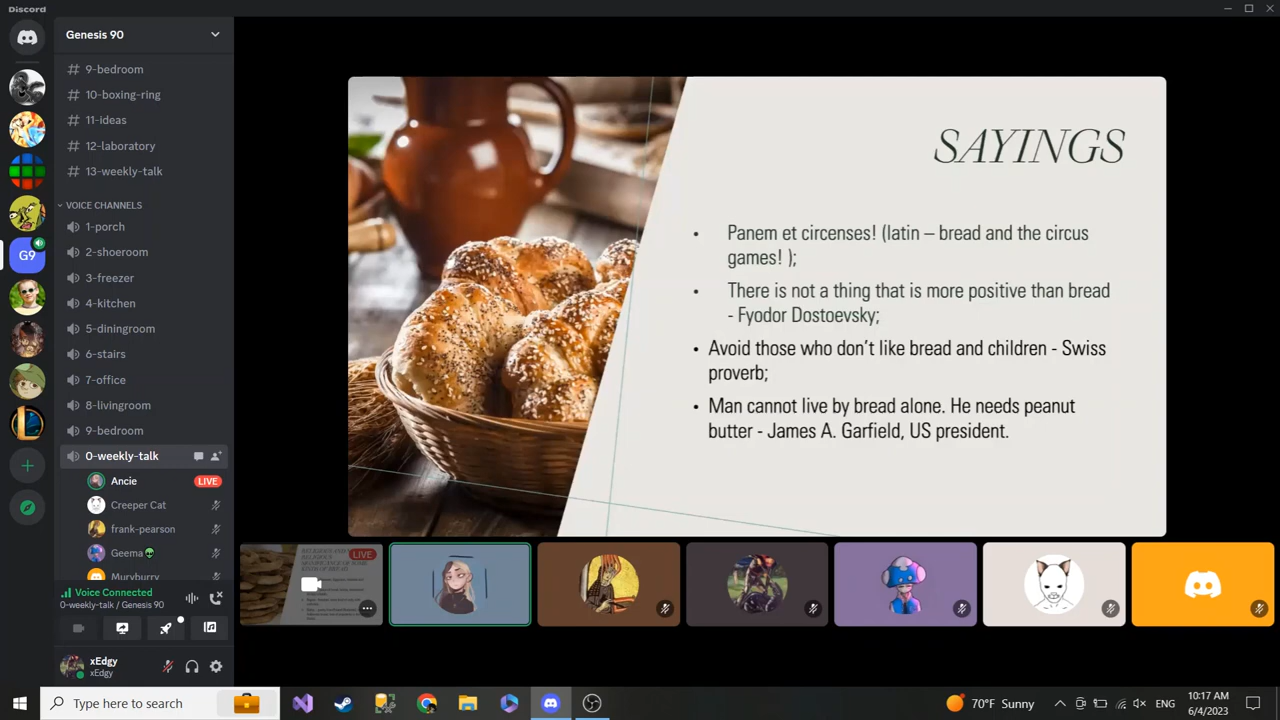 Discord
Genesis 90
9-bedroom
10-boxing-ring
11-ideas
12-laboratory
13-weekly-talk
VOICE CHANNELS
1-porch
2-shoeroom
3-freezer
4-kitchen
5-diningroom
6-stairs
7-office
8-livingroom
9-bedroom
0-weekly-talk
Ancie LIVE
Creeper Cat
frank-pearson
Geema
Muryburry
Voice Connected
0-weekly-talk / Genesis 90
xEdgy
xEdgy
G9
SAYINGS
• Panem et circenses! (latin – bread and the circus
games! );
• There is not a thing that is more positive than bread
- Fyodor Dostoevsky;
• Avoid those who don't like bread and children - Swiss
proverb;
• Man cannot live by bread alone. He needs peanut
butter - James A. Garfield, US president.
LIVE
Type here to search
70°F Sunny
ENG
10:17 AM
6/4/2023